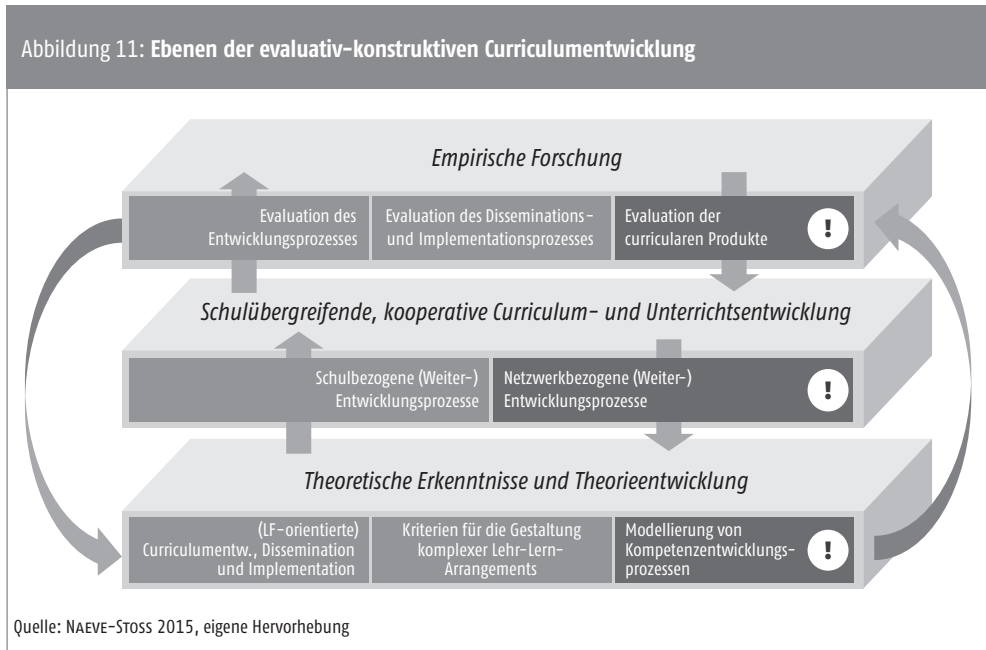 Abbildung 11: Ebenen der evaluativ-konstruktiven Curriculumentwicklung
Empirische Forschung
Evaluation des
Entwicklungsprozesses
Evaluation des Disseminations-
und Implementationsprozesses
Evaluation der
curricularen Produkte
!
Schulübergreifende, kooperative Curriculum- und Unterrichtsentwicklung
Schulbezogene (Weiter-)
Entwicklungsprozesse
Netzwerkbezogene (Weiter-)
Entwicklungsprozesse
!
Theoretische Erkenntnisse und Theorieentwicklung
(LF-orientierte)
Curriculumentw., Dissemination
und Implementation
Kriterien für die Gestaltung
komplexer Lehr-Lern-
Arrangements
Modellierung von
Kompetenzentwicklungs-
prozessen
!
Quelle: NAEVE-STOSS 2015, eigene Hervorhebung